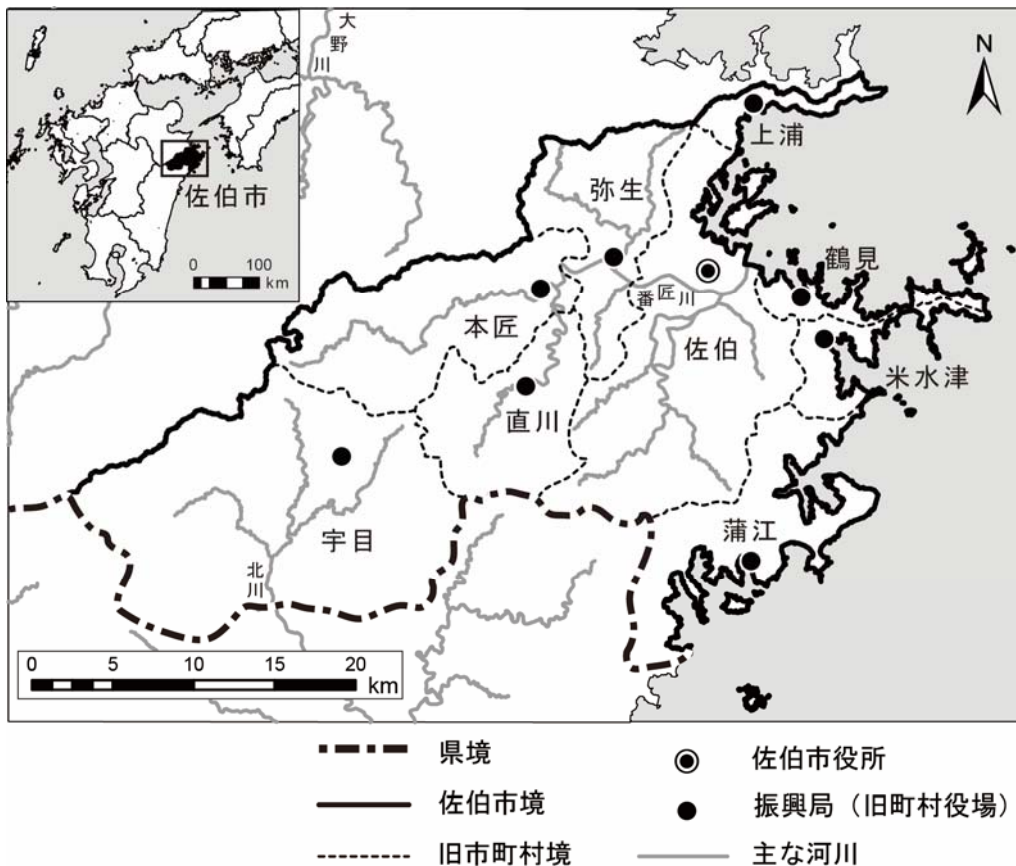 大野川
N
上浦
弥生
佐伯市
0 100
km
鶴見
番匠川
本匠
佐伯
米水津
直川
宇目
蒲江
北川
0 5 10 15 20
km
県境
佐伯市役所
佐伯市境
振興局（旧町村役場）
旧市町村境
主な河川